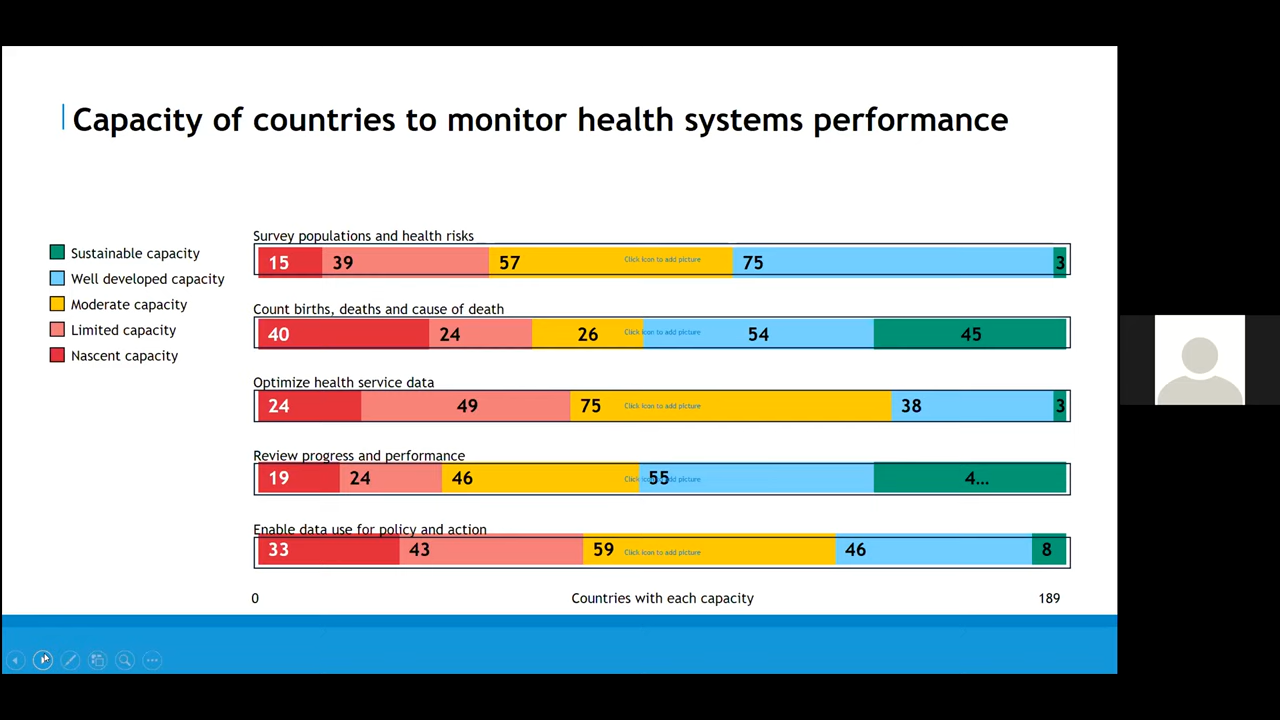 Capacity of countries to monitor health systems performance
Sustainable capacity
Well developed capacity
Moderate capacity
Limited capacity
Nascent capacity
Survey populations and health risks
15 39 57 Click icon to add picture 75 3
Count births, deaths and cause of death
40 24 26 Click icon to add picture 54 45
Optimize health service data
24 49 75 Click icon to add picture 38 3
Review progress and performance
19 24 46 Click icon to add picture 55 4...
Enable data use for policy and action
33 43 59 Click icon to add picture 46 8
0 Countries with each capacity 189